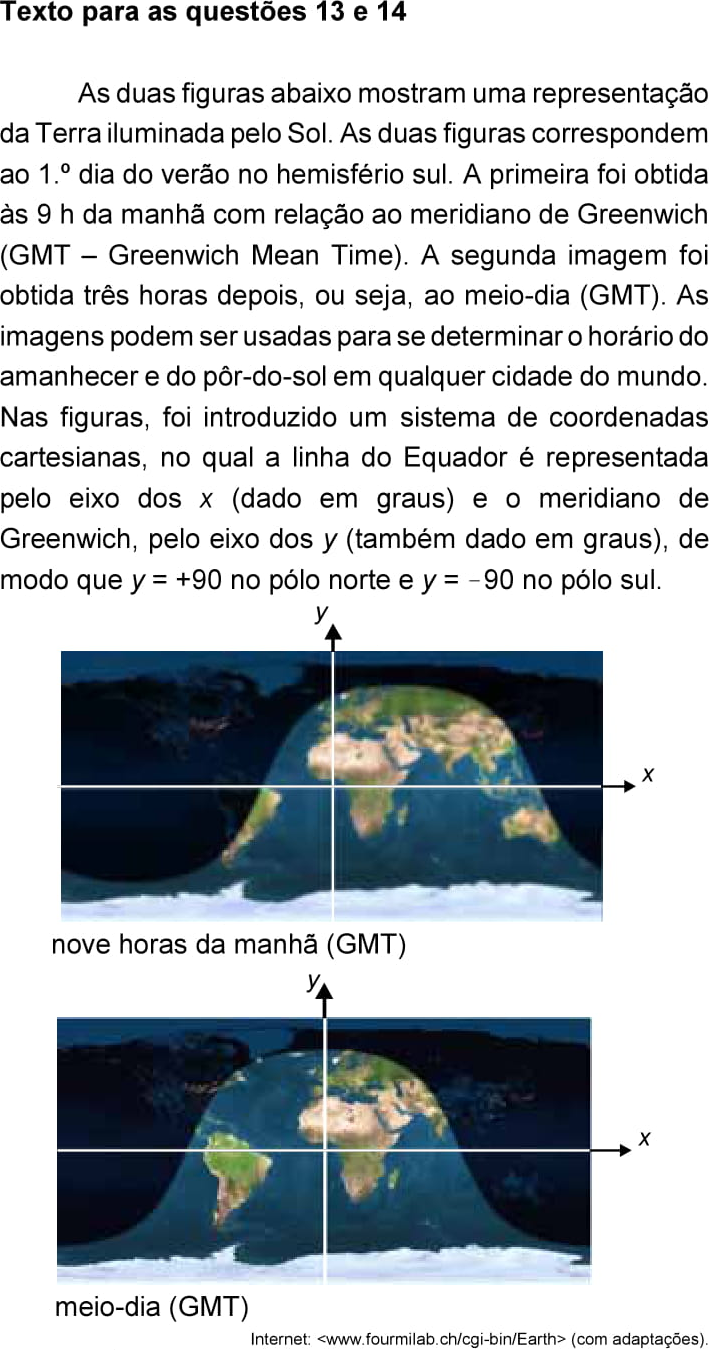 Texto para as questões 13 e 14
As duas figuras abaixo mostram uma representação
da Terra iluminada pelo Sol. As duas figuras correspondem
ao 1.º dia do verão no hemisfério sul. A primeira foi obtida
às 9 h da manhã com relação ao meridiano de Greenwich
(GMT – Greenwich Mean Time). A segunda imagem foi
obtida três horas depois, ou seja, ao meio-dia (GMT). As
imagens podem ser usadas para se determinar o horário do
amanhecer e do pôr-do-sol em qualquer cidade do mundo.
Nas figuras, foi introduzido um sistema de coordenadas
cartesianas, no qual a linha do Equador é representada
pelo eixo dos x (dado em graus) e o meridiano de
Greenwich, pelo eixo dos y (também dado em graus), de
modo que y = +90 no pólo norte e y = −90 no pólo sul.
y
x
nove horas da manhã (GMT)
y
x
meio-dia (GMT)
Internet: <www.fourmilab.ch/cgi-bin/Earth> (com adaptações).